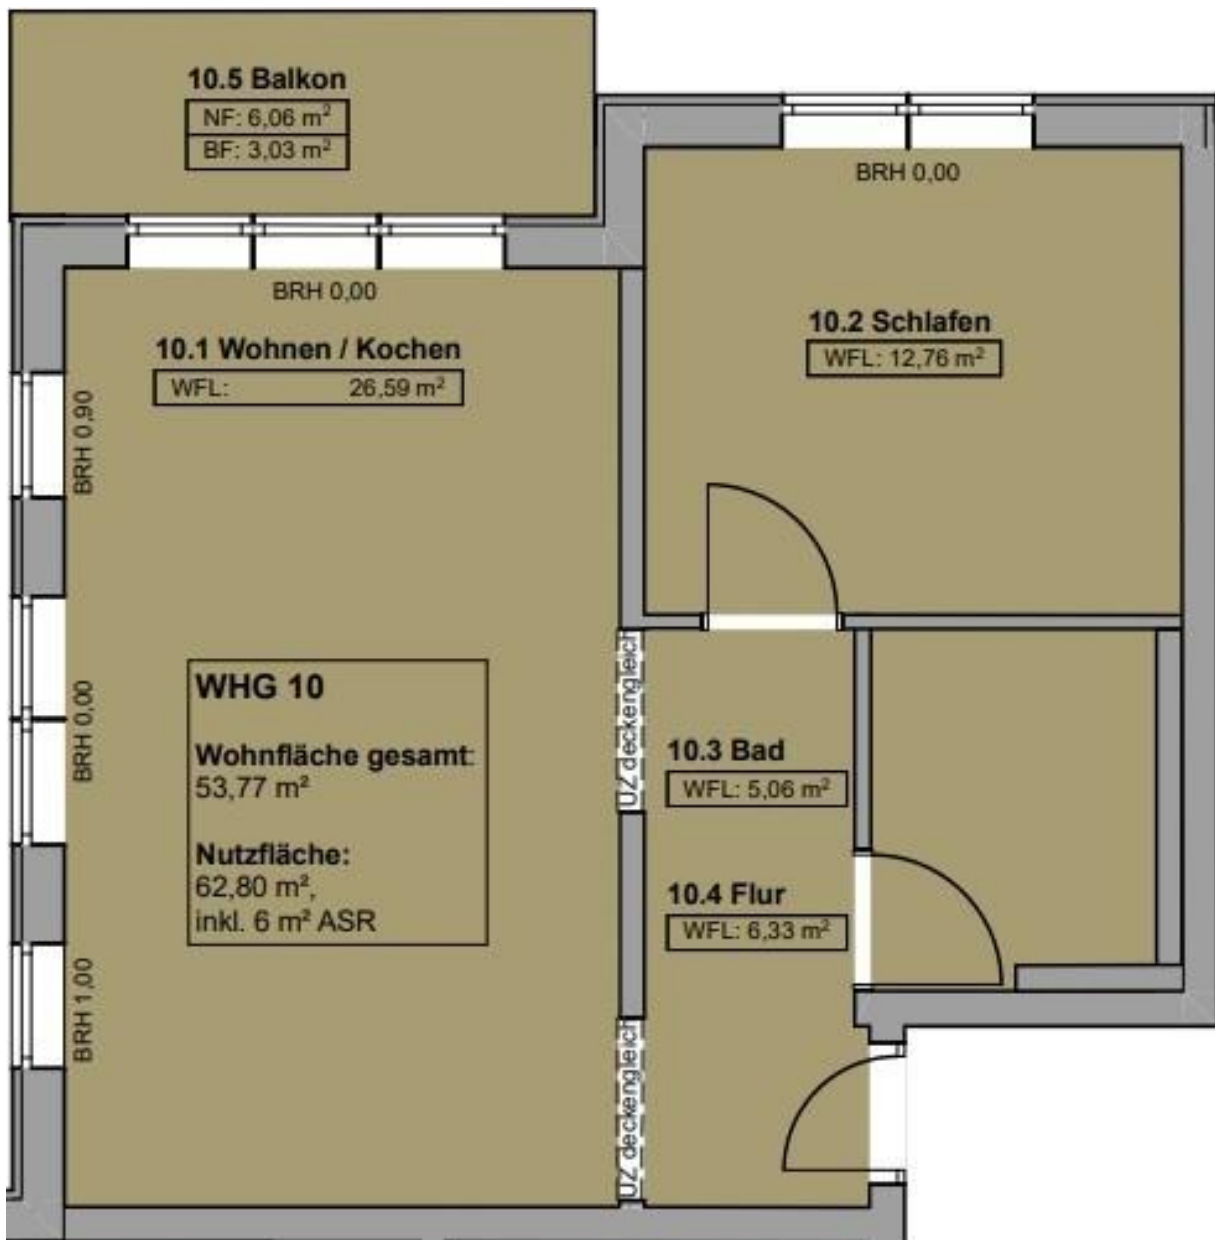 10.5 Balkon
NF: 6,06 m²
BF: 3,03 m²
BRH 0,00
BRH 0,00
10.1 Wohnen / Kochen
WFL: 26,59 m²
10.2 Schlafen
WFL: 12,76 m²
BRH 0,90
BRH 0,00
BRH 1,00
WHG 10
Wohnfläche gesamt:
53,77 m²
Nutzfläche:
62,80 m²,
inkl. 6 m² ASR
UZ deckengleich
10.3 Bad
WFL: 5,06 m²
10.4 Flur
WFL: 6,33 m²
UZ deckengleich